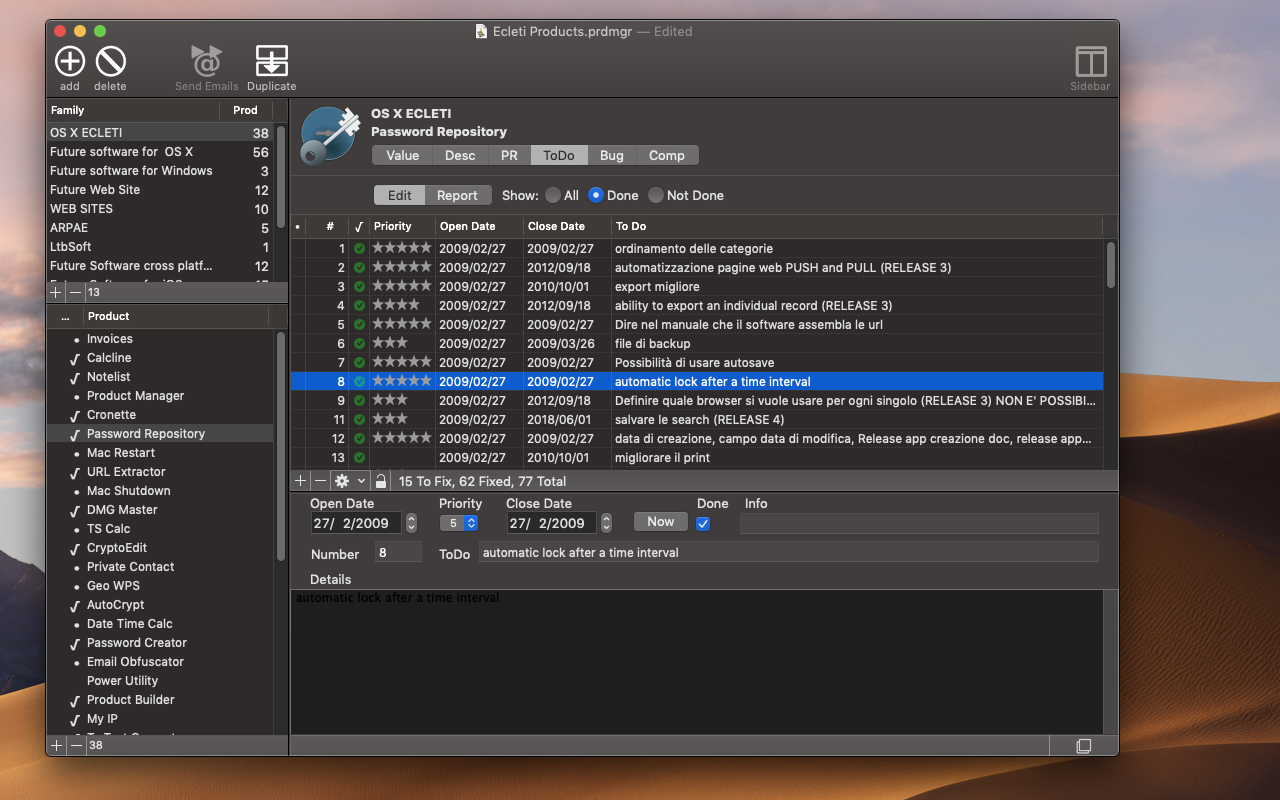 Ecleti Products.prdmgr — Edited
add delete Send Emails Duplicate Sidebar
Family Prod
OS X ECLETI 38
Future software for OS X 56
Future software for Windows 3
Future Web Site 12
WEB SITES 10
ARPAE 5
LtbSoft 1
Future Software cross platf... 12
13
... Product
Invoices
√ Calcline
√ Notelist
Product Manager
√ Cronette
√ Password Repository
Mac Restart
√ URL Extractor
Mac Shutdown
√ DMG Master
TS Calc
√ CryptoEdit
Private Contact
Geo WPS
√ AutoCrypt
Date Time Calc
√ Password Creator
Email Obfuscator
Power Utility
√ Product Builder
√ My IP
38
OS X ECLETI
Password Repository
Value Desc PR ToDo Bug Comp
Edit Report Show: All Done Not Done
• # √ Priority Open Date Close Date To Do
1 ★★★★★ 2009/02/27 2009/02/27 ordinamento delle categorie
2 ★★★★★ 2009/02/27 2012/09/18 automatizzazione pagine web PUSH and PULL (RELEASE 3)
3 ★★★★★ 2009/02/27 2010/10/01 export migliore
4 ★★★★ 2009/02/27 2012/09/18 ability to export an individual record (RELEASE 3)
5 ★★★★★ 2009/02/27 2009/02/27 Dire nel manuale che il software assembla le url
6 ★★★ 2009/02/27 2009/03/26 file di backup
7 ★★★★★ 2009/02/27 2009/02/27 Possibilità di usare autosave
8 ★★★★★ 2009/02/27 2009/02/27 automatic lock after a time interval
9 ★★★ 2009/02/27 2012/09/18 Definire quale browser si vuole usare per ogni singolo (RELEASE 3) NON E' POSSIBI...
11 ★★★ 2009/02/27 2018/06/01 salvare le search (RELEASE 4)
12 ★★★★★ 2009/02/27 2009/02/27 data di creazione, campo data di modifica, Release app creazione doc, release app...
13 2009/02/27 2010/10/01 migliorare il print
15 To Fix, 62 Fixed, 77 Total
Open Date Priority Close Date Done Info
27/ 2/2009 5 27/ 2/2009 Now
Number 8 ToDo automatic lock after a time interval
Details
automatic lock after a time interval